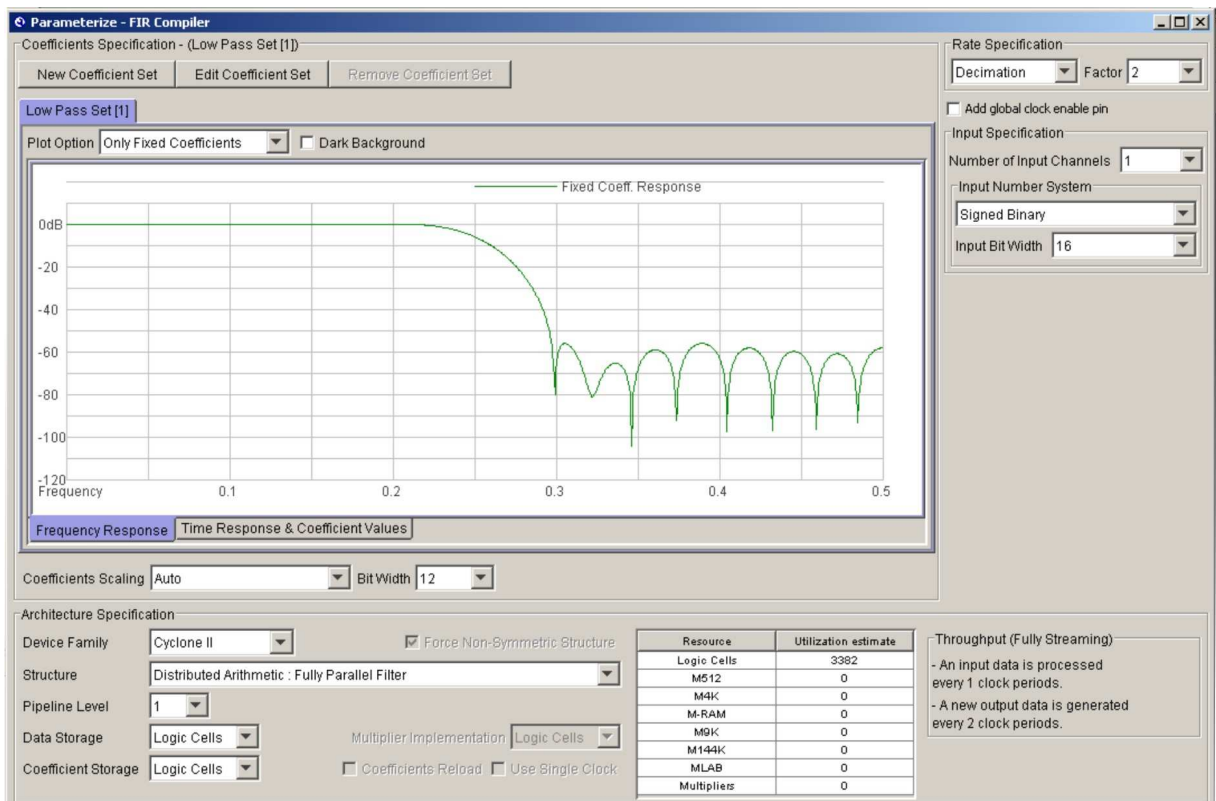 Parameterize - FIR Compiler
Coefficients Specification - (Low Pass Set [1])
New Coefficient Set Edit Coefficient Set Remove Coefficient Set
Low Pass Set [1]
Plot Option Only Fixed Coefficients Dark Background
Fixed Coeff. Response
0dB
-20
-40
-60
-80
-100
-120
Frequency 0.1 0.2 0.3 0.4 0.5
Frequency Response Time Response & Coefficient Values
Coefficients Scaling Auto Bit Width 12
Rate Specification
Decimation Factor 2
Add global clock enable pin
Input Specification
Number of Input Channels 1
Input Number System
Signed Binary
Input Bit Width 16
Architecture Specification
Device Family Cyclone II Force Non-Symmetric Structure
Structure Distributed Arithmetic : Fully Parallel Filter
Pipeline Level 1
Data Storage Logic Cells Multiplier Implementation Logic Cells
Coefficient Storage Logic Cells Coefficients Reload Use Single Clock
Resource Utilization estimate
Logic Cells 3382
M512 0
M4K 0
M-RAM 0
M9K 0
M144K 0
MLAB 0
Multipliers 0
Throughput (Fully Streaming)
- An input data is processed
every 1 clock periods.
- A new output data is generated
every 2 clock periods.